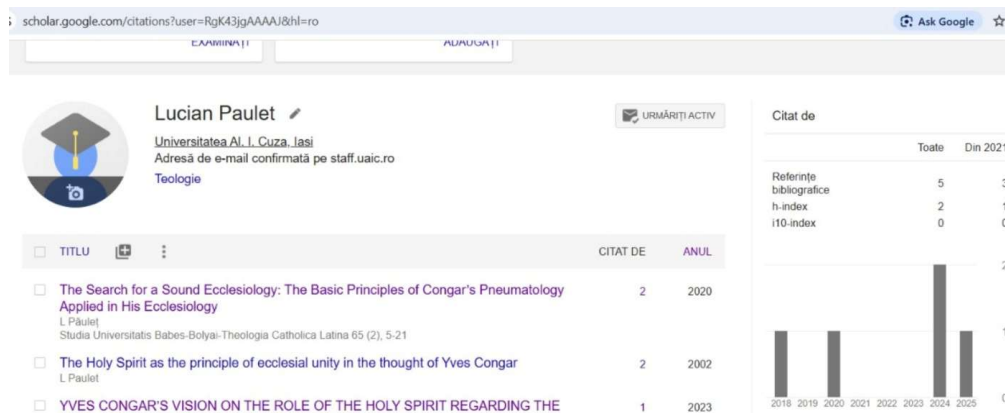 scholar.google.com/citations?user=RgK43jgAAAAJ&hl=ro
Ask Google
EXAMINAȚI
ADĂUGAȚI
Lucian Paulet
URMĂRIȚI ACTIV
Universitatea Al. I. Cuza, Iasi
Adresă de e-mail confirmată pe staff.uaic.ro
Teologie
Citat de
Toate Din 2021
Referințe
bibliografice 5 3
h-index 2 1
i10-index 0 0
TITLU CITAT DE ANUL
The Search for a Sound Ecclesiology: The Basic Principles of Congar's Pneumatology 2 2020
Applied in His Ecclesiology
L Păuleț
Studia Universitatis Babes-Bolyai-Theologia Catholica Latina 65 (2), 5-21
The Holy Spirit as the principle of ecclesial unity in the thought of Yves Congar 2 2002
L Paulet
YVES CONGAR'S VISION ON THE ROLE OF THE HOLY SPIRIT REGARDING THE 1 2023
2
1
0
2018 2019 2020 2021 2022 2023 2024 2025